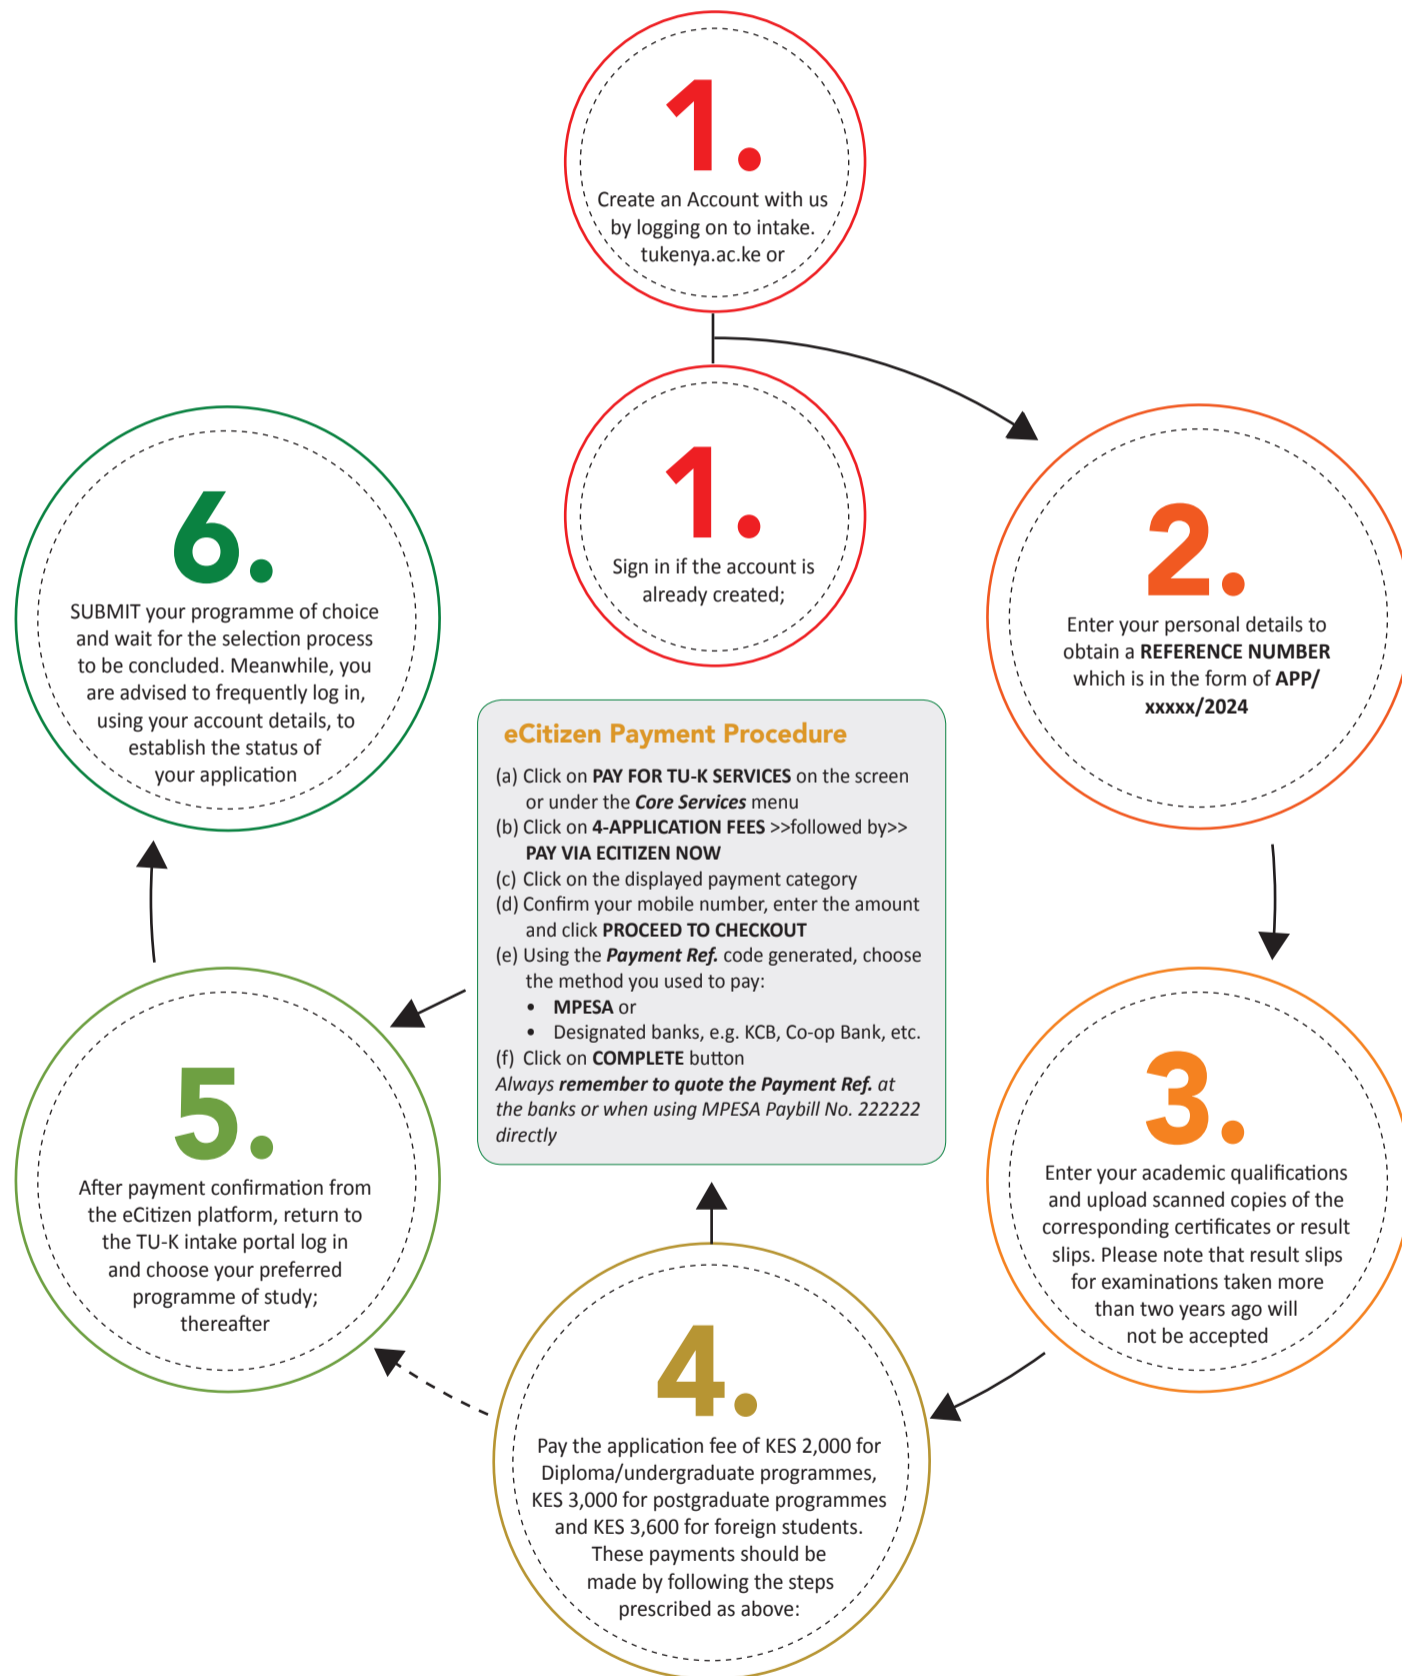 1.
Create an Account with us
by logging on to intake.
tukenya.ac.ke or
1.
Sign in if the account is
already created;
2.
Enter your personal details to
obtain a REFERENCE NUMBER
which is in the form of APP/
xxxxx/2024
3.
Enter your academic qualifications
and upload scanned copies of the
corresponding certificates or result
slips. Please note that result slips
for examinations taken more
than two years ago will
not be accepted
4.
Pay the application fee of KES 2,000 for
Diploma/undergraduate programmes,
KES 3,000 for postgraduate programmes
and KES 3,600 for foreign students.
These payments should be
made by following the steps
prescribed as above:
eCitizen Payment Procedure
(a) Click on PAY FOR TU-K SERVICES on the screen
or under the Core Services menu
(b) Click on 4-APPLICATION FEES >>followed by>>
PAY VIA ECITIZEN NOW
(c) Click on the displayed payment category
(d) Confirm your mobile number, enter the amount
and click PROCEED TO CHECKOUT
(e) Using the Payment Ref. code generated, choose
the method you used to pay:
• MPESA or
• Designated banks, e.g. KCB, Co-op Bank, etc.
(f) Click on COMPLETE button
Always remember to quote the Payment Ref. at
the banks or when using MPESA Paybill No. 222222
directly
5.
After payment confirmation from
the eCitizen platform, return to
the TU-K intake portal log in
and choose your preferred
programme of study;
thereafter
6.
SUBMIT your programme of choice
and wait for the selection process
to be concluded. Meanwhile, you
are advised to frequently log in,
using your account details, to
establish the status of
your application